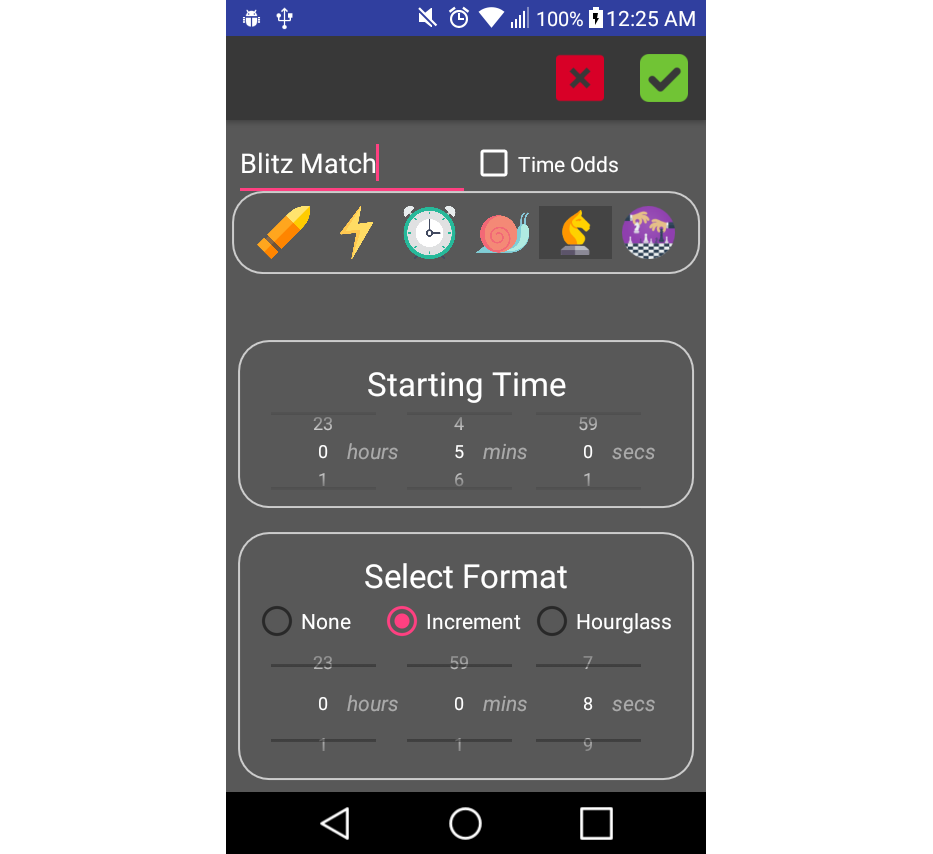 100% 12:25 AM
Blitz Match Time Odds
Starting Time
23 4 59
0 hours 5 mins 0 secs
1 6 1
Select Format
None Increment Hourglass
23 59 7
0 hours 0 mins 8 secs
1 1 9